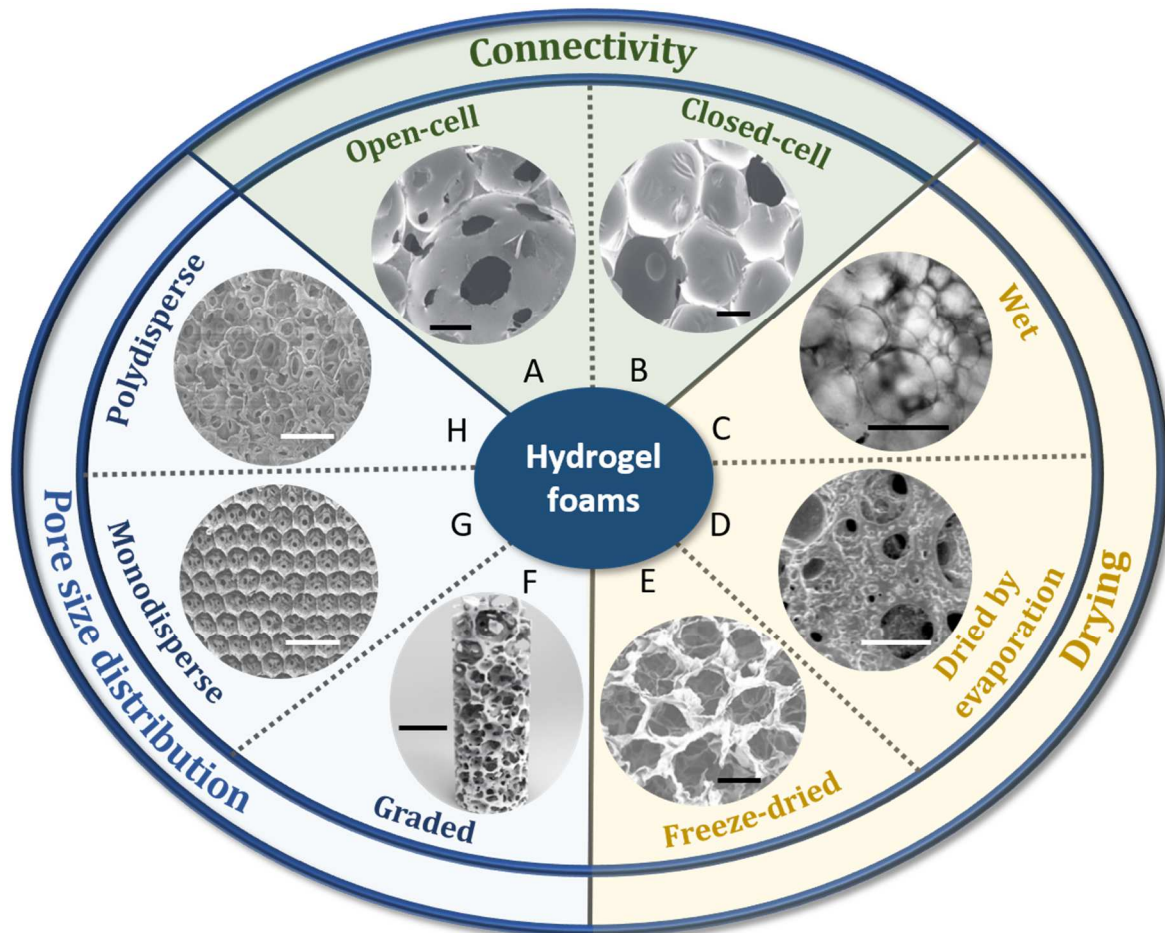 Connectivity
Open-cell
Closed-cell
A
B
Wet
C
Dried by
evaporation
D
Drying
Freeze-dried
E
Graded
F
Monodisperse
G
Polydisperse
H
Pore size distribution
Hydrogel
foams